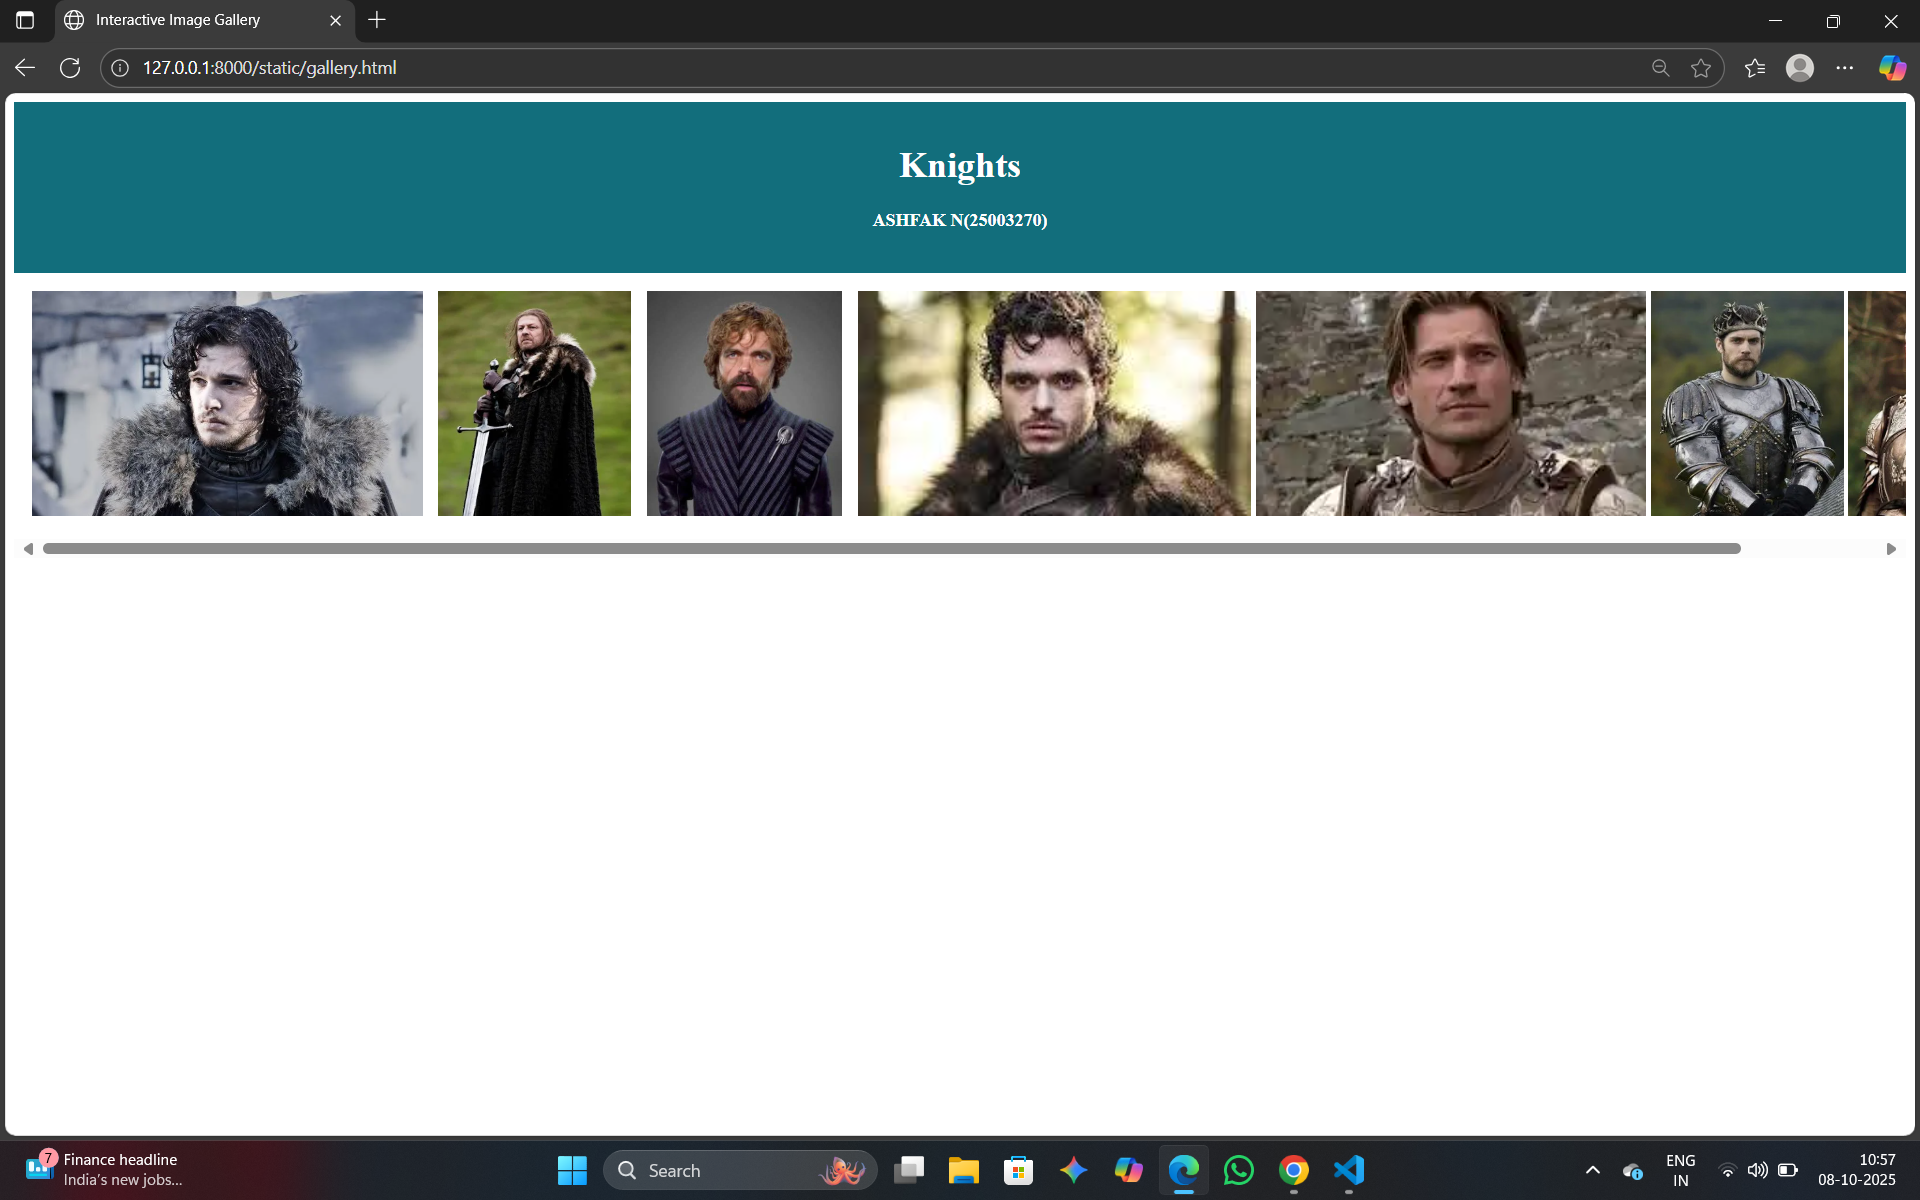 Interactive Image Gallery
127.0.0.1:8000/static/gallery.html
Knights
ASHFAK N(25003270)
7
Finance headline
India's new jobs...
Search
ENG
IN
10:57
08-10-2025